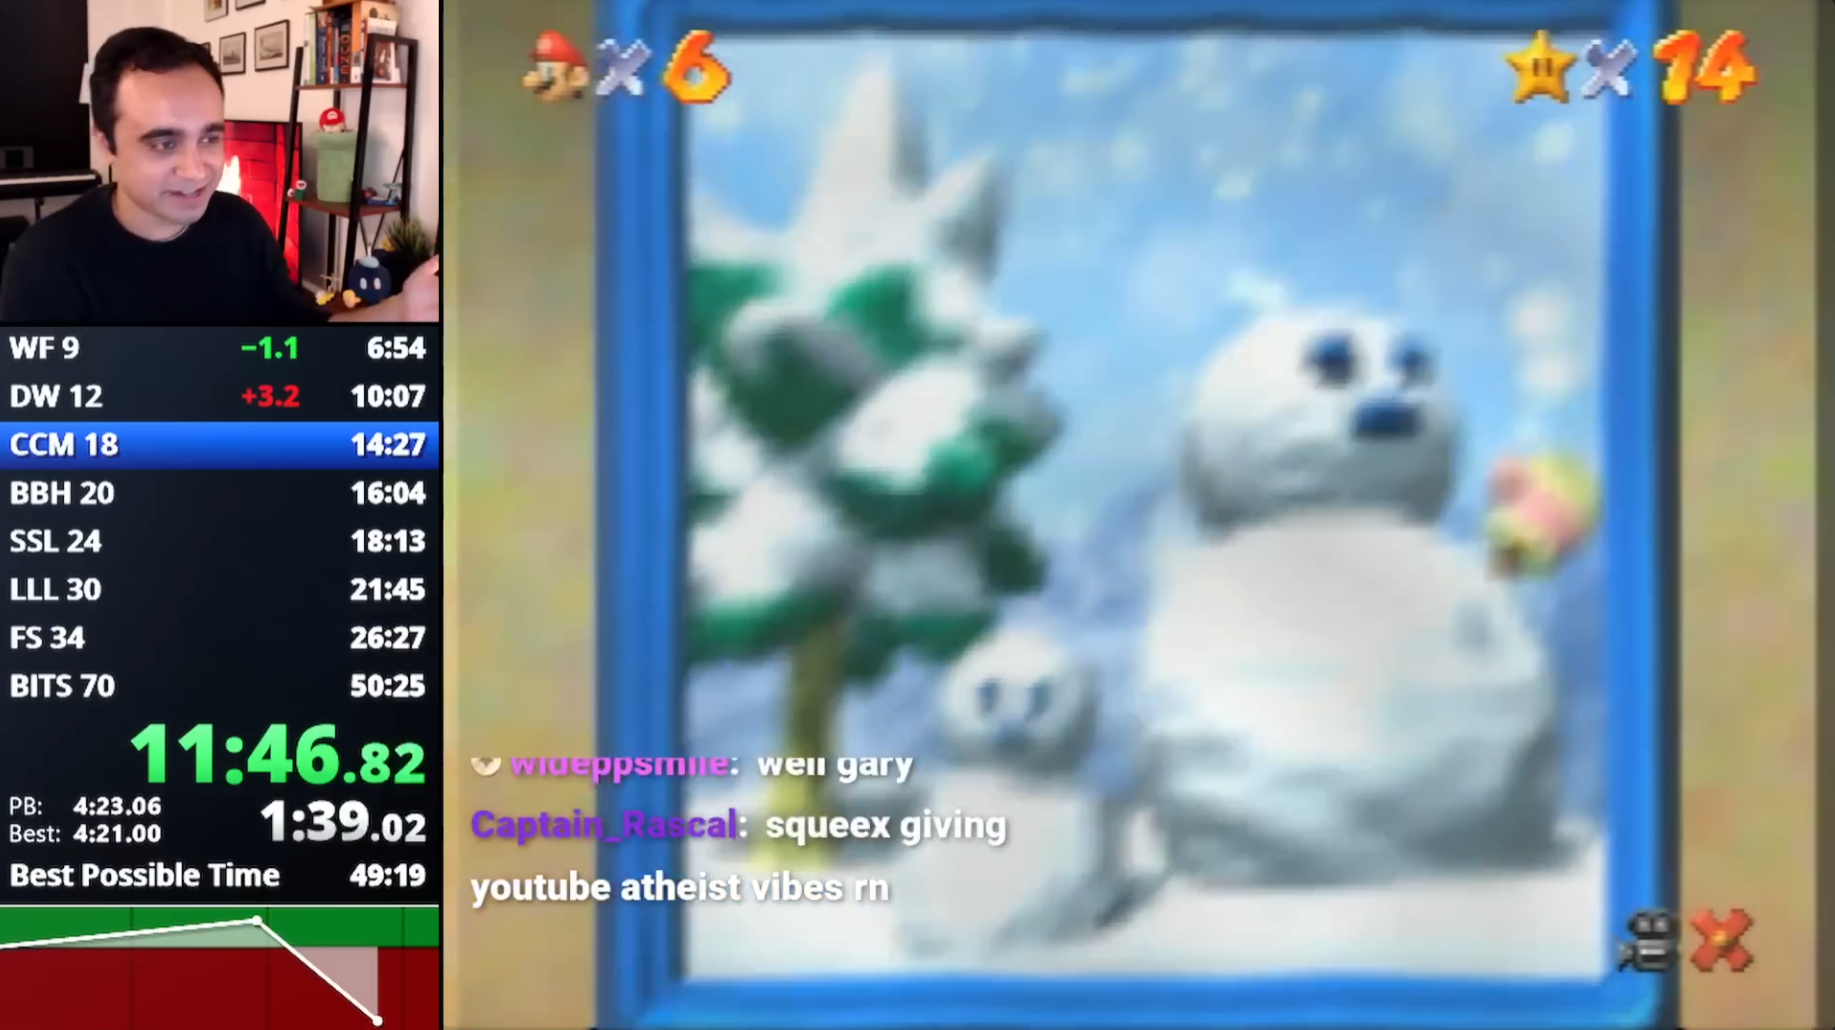 × 6
× 14
WF 9 −1.1 6:54
DW 12 +3.2 10:07
CCM 18 14:27
BBH 20 16:04
SSL 24 18:13
LLL 30 21:45
FS 34 26:27
BITS 70 50:25
11:46.82
PB: 4:23.06
Best: 4:21.00
1:39.02
Best Possible Time 49:19
wideppsmile: well gary
Captain_Rascal: squeex giving
youtube atheist vibes rn